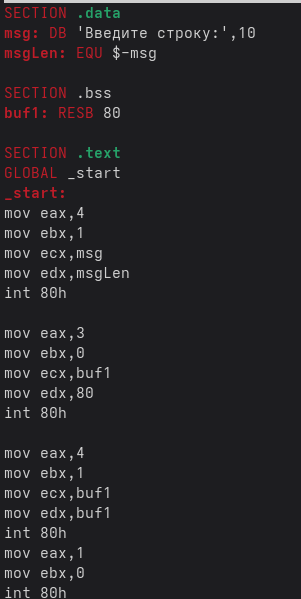 SECTION .data
msg: DB 'Введите строку:',10
msgLen: EQU $-msg
SECTION .bss
buf1: RESB 80
SECTION .text
GLOBAL _start
_start:
mov eax,4
mov ebx,1
mov ecx,msg
mov edx,msgLen
int 80h
mov eax,3
mov ebx,0
mov ecx,buf1
mov edx,80
int 80h
mov eax,4
mov ebx,1
mov ecx,buf1
mov edx,buf1
int 80h
mov eax,1
mov ebx,0
int 80h